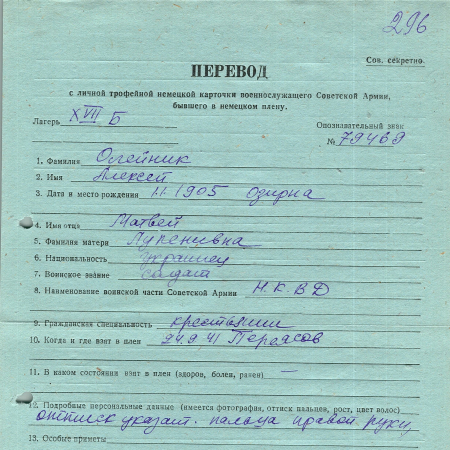 296
Сов. секретно.
ПЕРЕВОД
с личной трофейной немецкой карточки военнослужащего Советской Армии,
бывшего в немецком плену.
Лагерь XVII Б
Опознавательный знак
№ 79469
1. Фамилия Олейник
2. Имя Алексей
3. Дата и место рождения 1905 Озирна
4. Имя отца Матвей
5. Фамилия матери
6. Национальность украинец
7. Воинское звание солдат
8. Наименование воинской части Советской Армии Н.К.В.Д
9. Гражданская специальность крестьянин
10. Когда и где взят в плен 24 9 41
11. В каком состоянии взят в плен (здоров, болен, ранен) —
12. Подробные персональные данные (имеется фотография, оттиск пальцев, рост, цвет волос)
оттиск указат. пальца правой руки,
13. Особые приметы